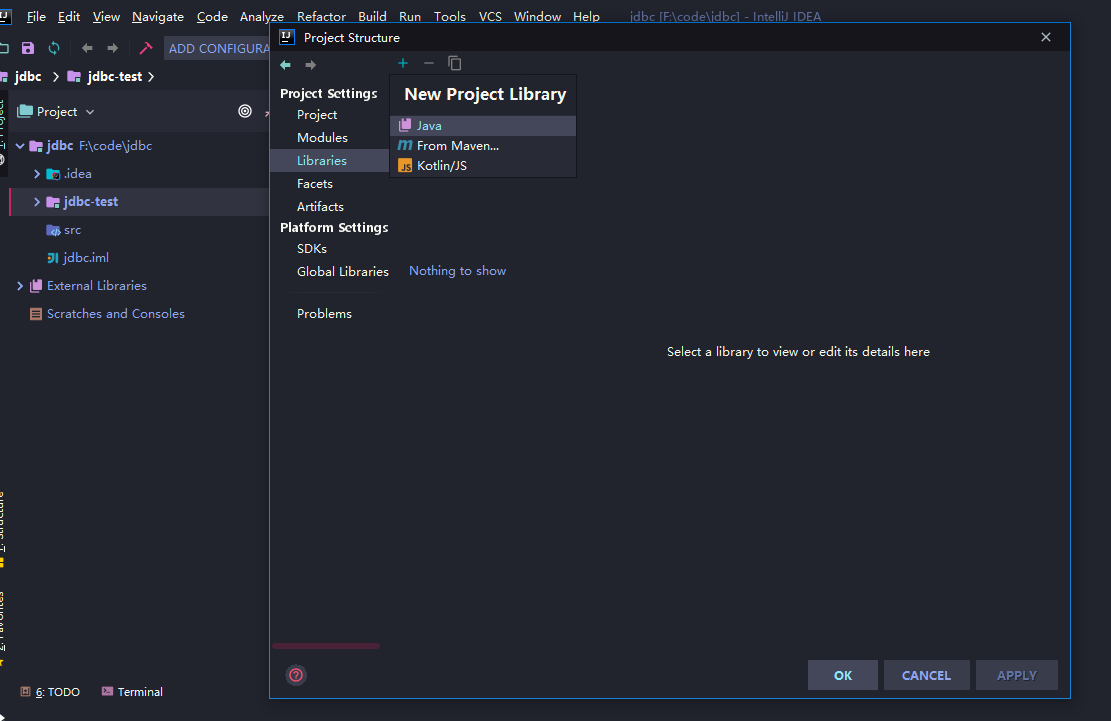 IJ File Edit View Navigate Code Analyze Refactor Build Run Tools VCS Window Help jdbc [F:\code\jdbc] - IntelliJ IDEA
IJ Project Structure
ADD CONFIGURA
jdbc jdbc-test
New Project Library
Java
From Maven...
JS Kotlin/JS
Project
jdbc F:\code\jdbc
.idea
jdbc-test
src
jdbc.iml
External Libraries
Scratches and Consoles
Project Settings
Project
Modules
Libraries
Facets
Artifacts
Platform Settings
SDKs
Global Libraries
Problems
Nothing to show
Select a library to view or edit its details here
OK CANCEL APPLY
6: TODO Terminal